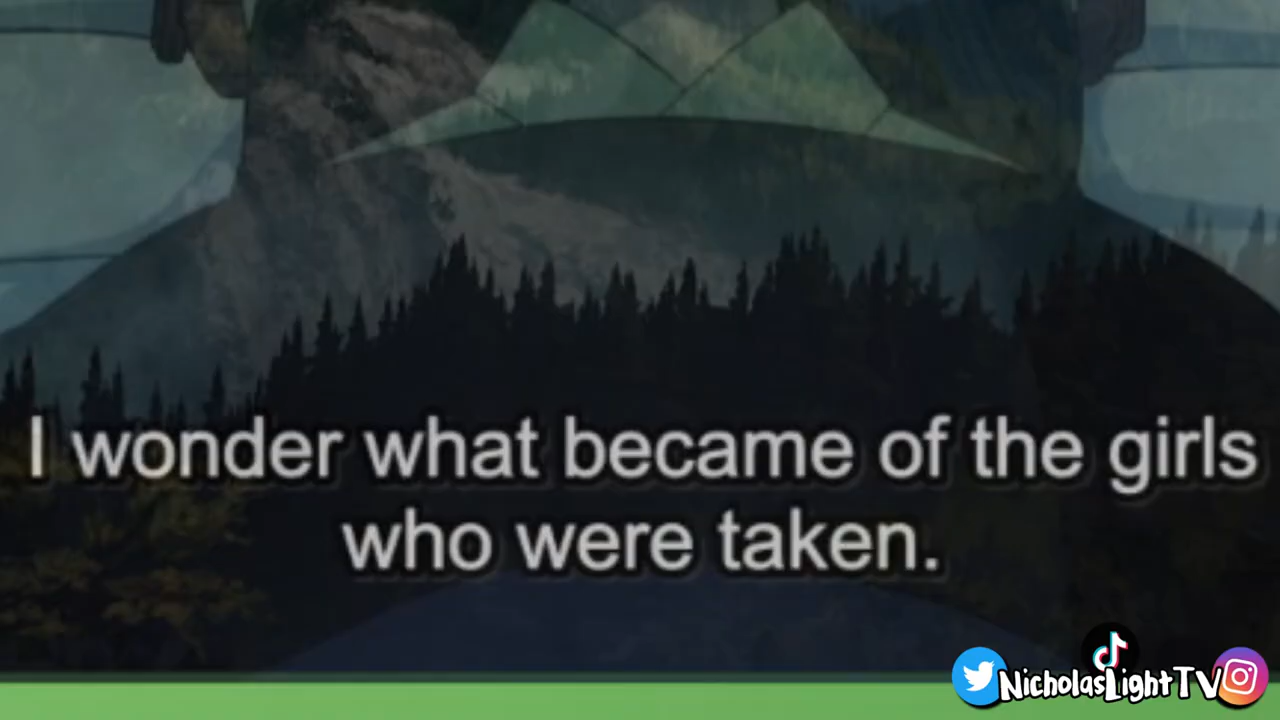 I wonder what became of the girls
who were taken.
NicholasLightTV